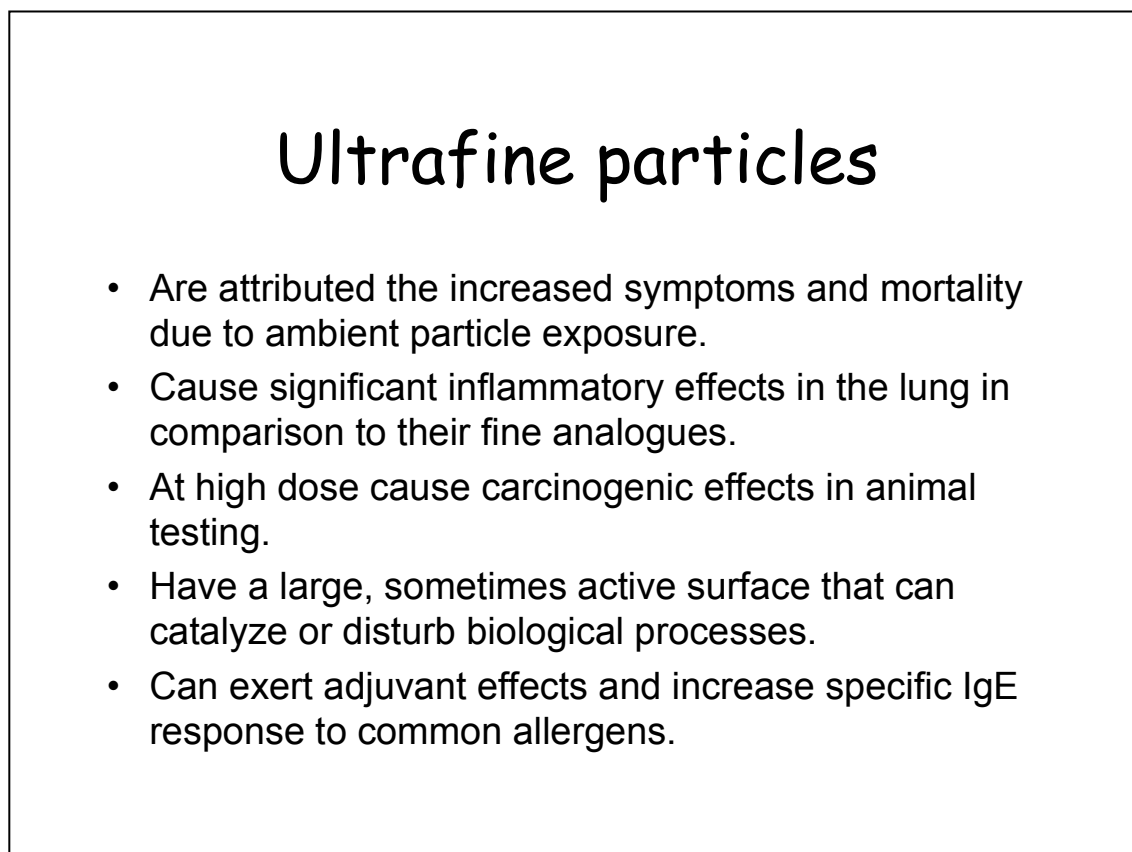 Ultrafine particles
• Are attributed the increased symptoms and mortality
due to ambient particle exposure.
• Cause significant inflammatory effects in the lung in
comparison to their fine analogues.
• At high dose cause carcinogenic effects in animal
testing.
• Have a large, sometimes active surface that can
catalyze or disturb biological processes.
• Can exert adjuvant effects and increase specific IgE
response to common allergens.